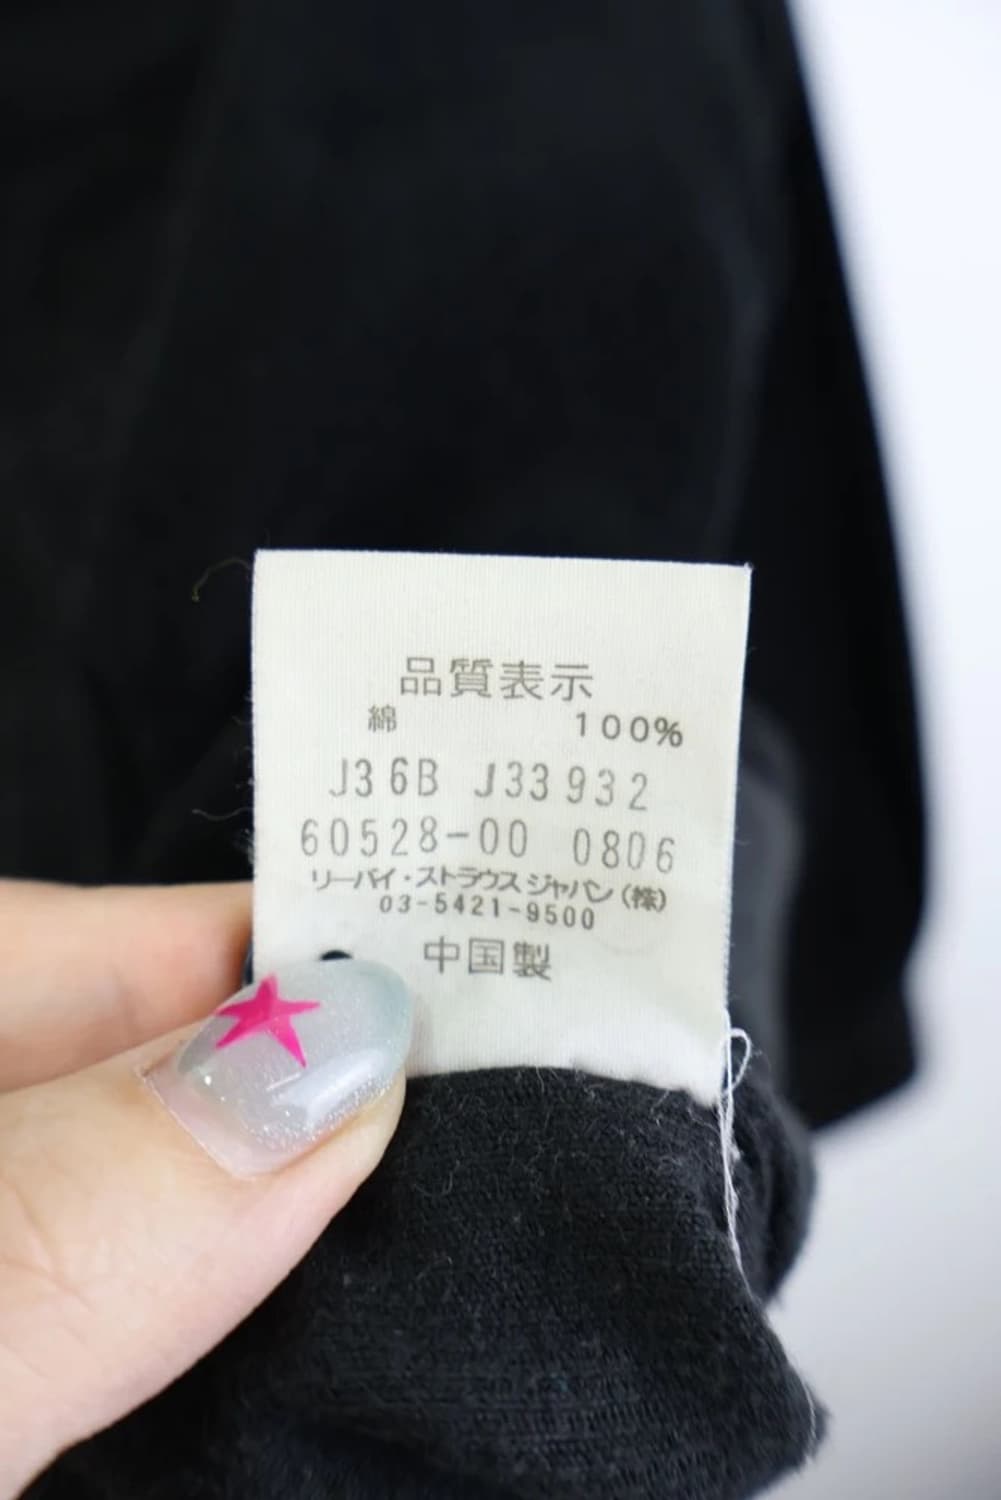 品質表示
綿 100%
J36B J33932
60528-00 0806
リーバイ・ストラウス ジャパン(株)
03-5421-9500
中国製